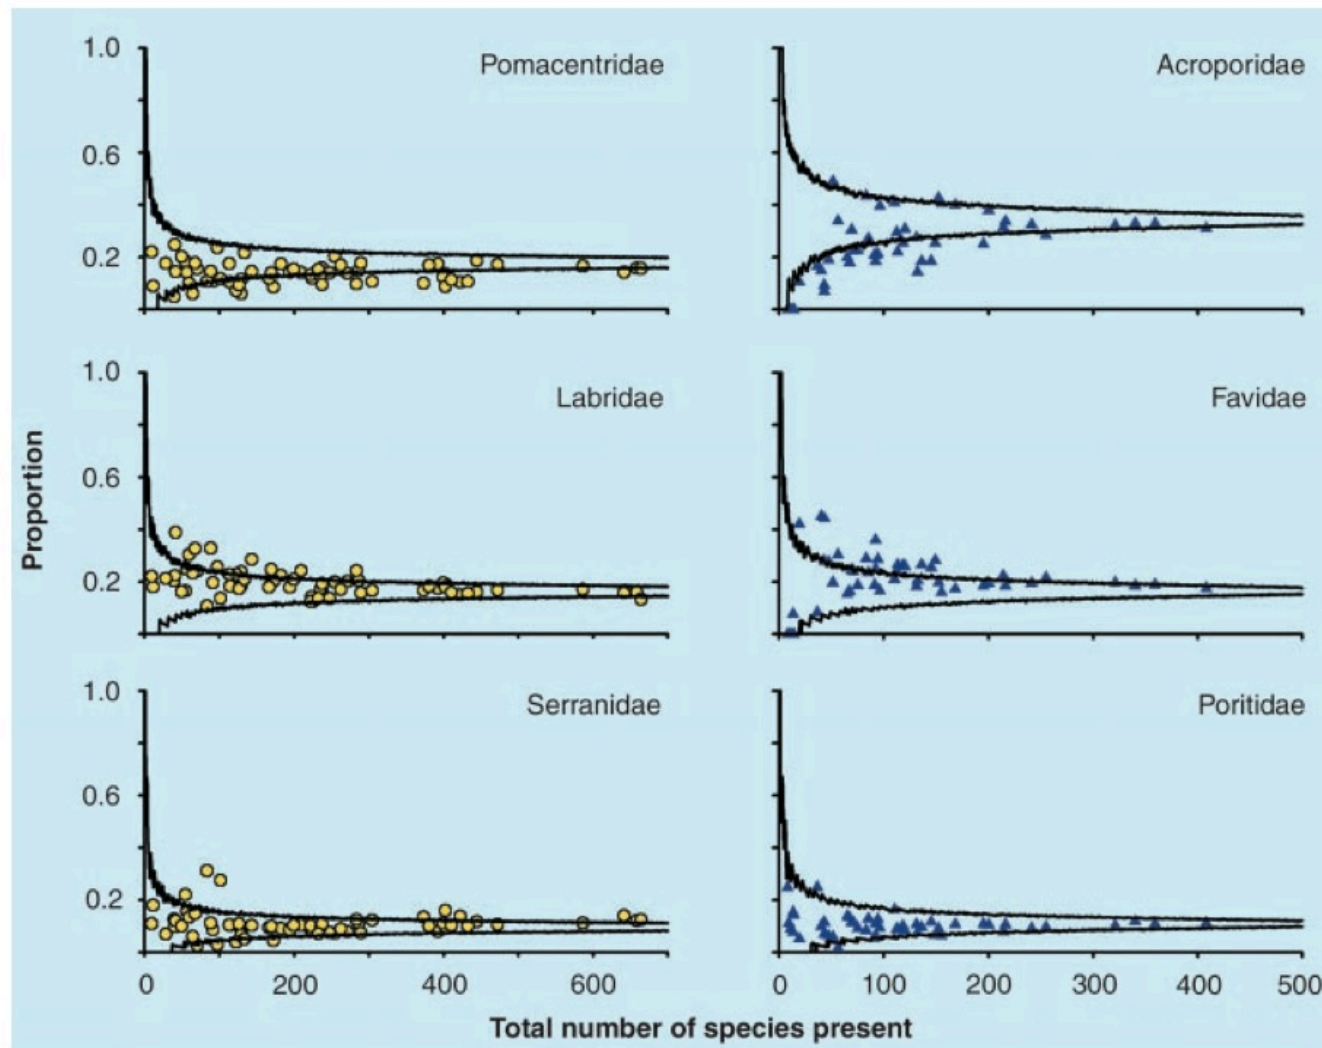 1.0
0.6
0.2
Pomacentridae
Acroporidae
1.0
0.6
0.2
Labridae
Favidae
1.0
0.6
0.2
Serranidae
Poritidae
Proportion
0 200 400 600
0 100 200 300 400 500
Total number of species present